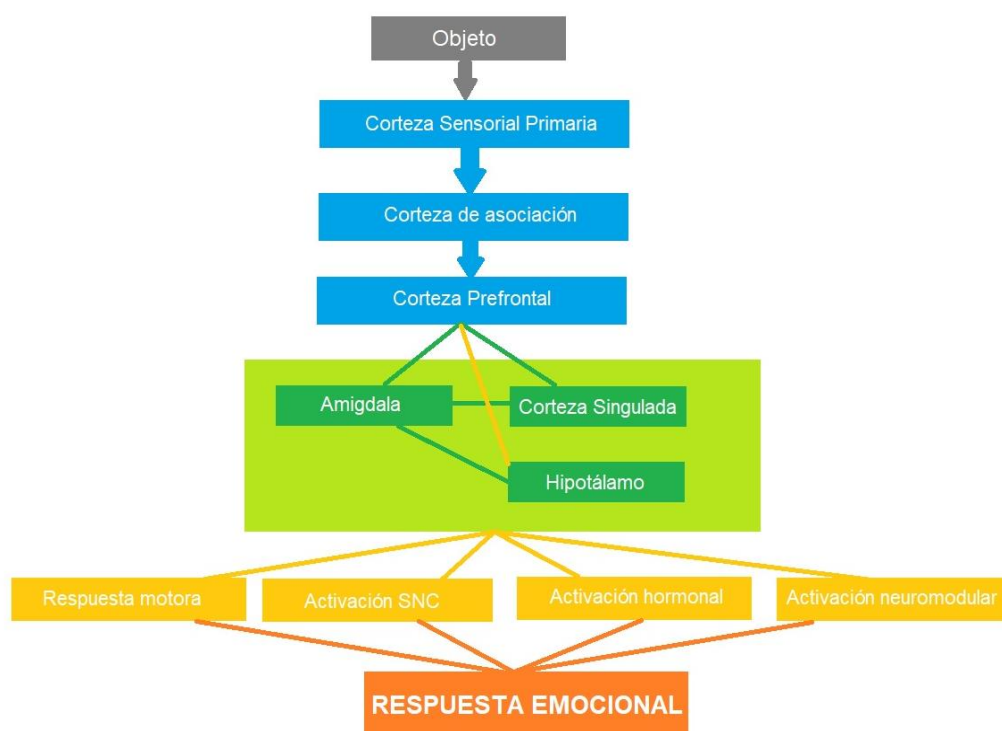 Objeto
Corteza Sensorial Primaria
Corteza de asociación
Corteza Prefrontal
Amigdala
Corteza Singulada
Hipotálamo
Respuesta motora
Activación SNC
Activación hormonal
Activación neuromodular
RESPUESTA EMOCIONAL